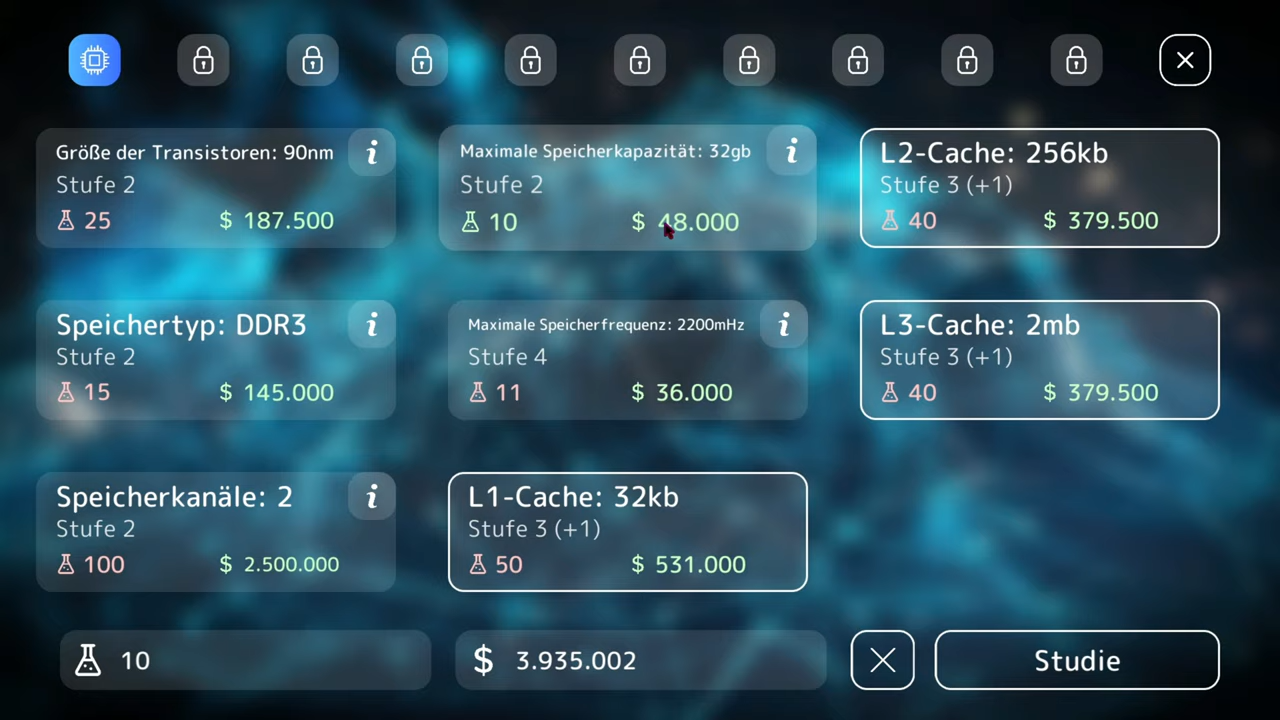 Größe der Transistoren: 90nm
i
Stufe 2
25
$ 187.500
Maximale Speicherkapazität: 32gb
i
Stufe 2
10
$ 48.000
L2-Cache: 256kb
Stufe 3 (+1)
40
$ 379.500
Speichertyp: DDR3
i
Stufe 2
15
$ 145.000
Maximale Speicherfrequenz: 2200mHz
i
Stufe 4
11
$ 36.000
L3-Cache: 2mb
Stufe 3 (+1)
40
$ 379.500
Speicherkanäle: 2
i
Stufe 2
100
$ 2.500.000
L1-Cache: 32kb
Stufe 3 (+1)
50
$ 531.000
10
$ 3.935.002
Studie